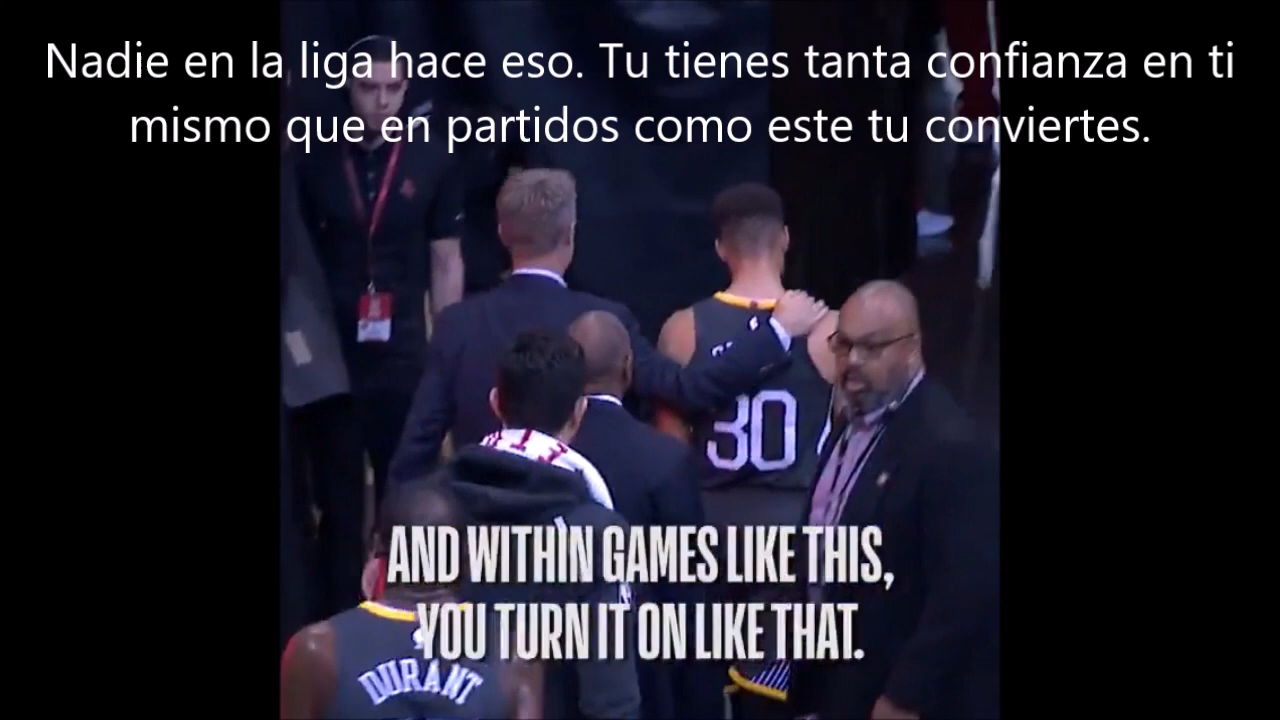 Nadie en la liga hace eso. Tu tienes tanta confianza en ti
mismo que en partidos como este tu conviertes.
30
13
AND WITHIN GAMES LIKE THIS,
YOU TURN IT ON LIKE THAT.
DURANT